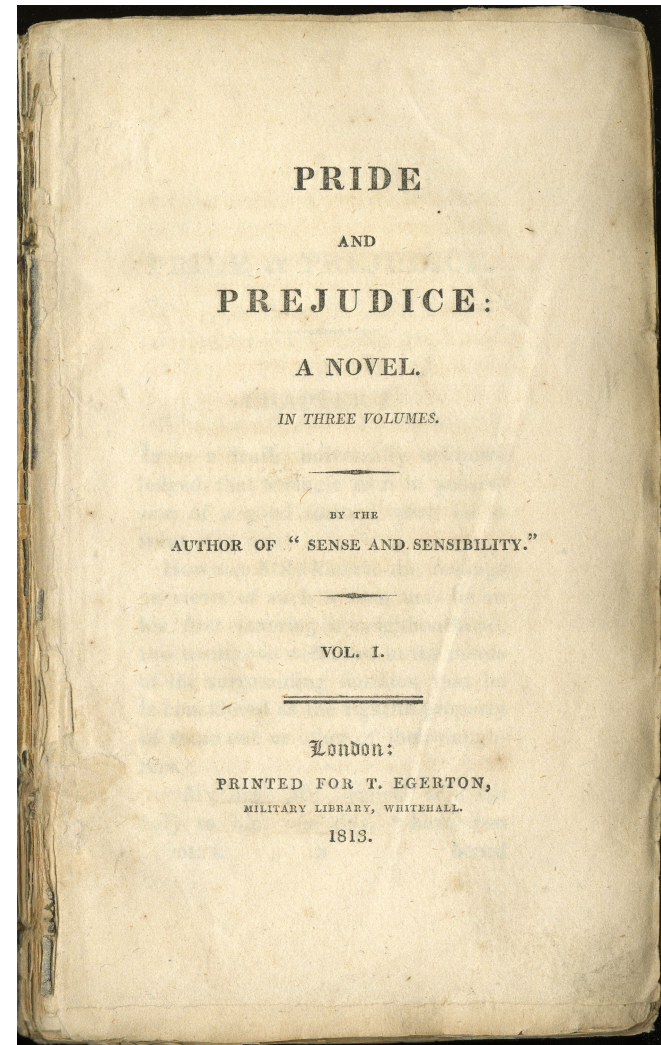 PRIDE
AND
PREJUDICE:
A NOVEL.
IN THREE VOLUMES.
BY THE
AUTHOR OF “ SENSE AND SENSIBILITY.”
VOL. I.
London:
PRINTED FOR T. EGERTON,
MILITARY LIBRARY, WHITEHALL.
1813.